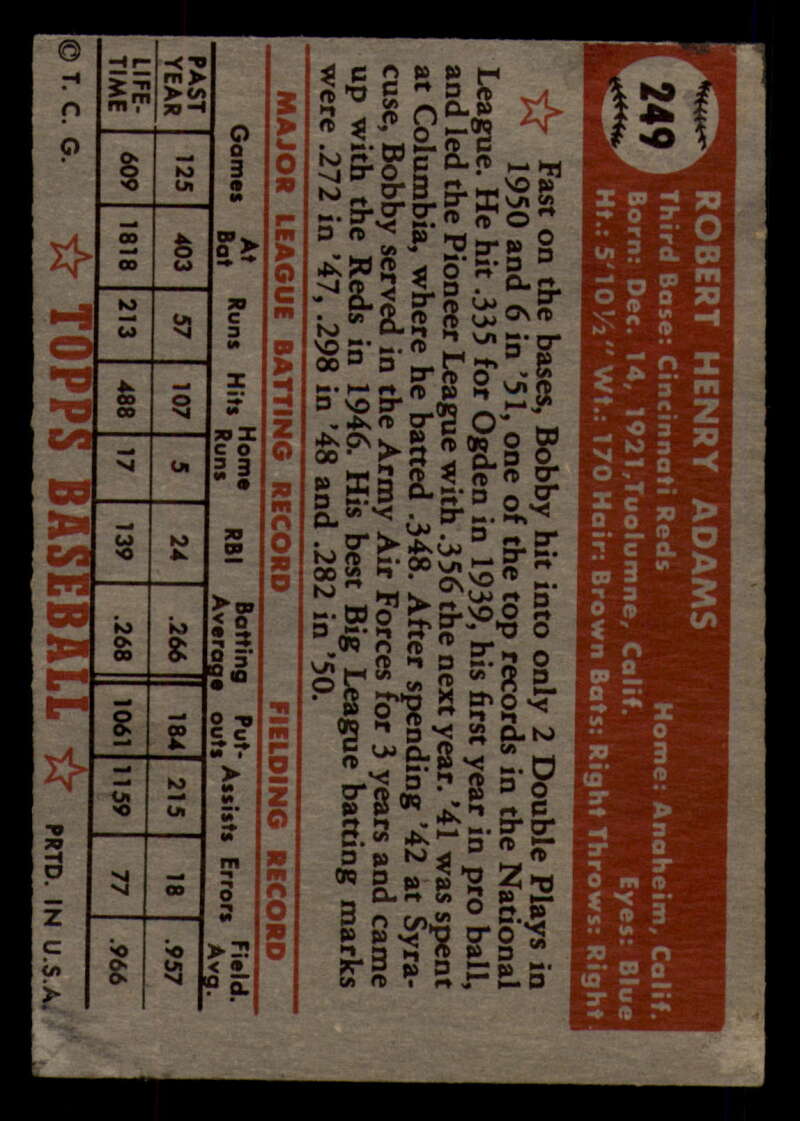 249
ROBERT HENRY ADAMS
Third Base: Cincinnati Reds Home: Anaheim, Calif.
Born: Dec. 14, 1921, Tuolumne, Calif. Eyes: Blue
Ht.: 5'10½" Wt.: 170 Hair: Brown Bats: Right Throws: Right
Fast on the bases, Bobby hit into only 2 Double Plays in
1950 and 6 in '51, one of the top records in the National
League. He hit .335 for Ogden in 1939, his first year in pro ball,
and led the Pioneer League with .356 the next year. '41 was spent
at Columbia, where he batted .348. After spending '42 at Syra-
cuse, Bobby served in the Army Air Forces for 3 years and came
up with the Reds in 1946. His best Big League batting marks
were .272 in '47, .298 in '48 and .282 in '50.
MAJOR LEAGUE BATTING RECORD FIELDING RECORD
Games At Bat Runs Hits Home Runs RBI Batting Average Put-outs Assists Errors Field. Avg.
PAST YEAR 125 403 57 107 5 24 .266 184 215 18 .957
LIFE-TIME 609 1818 213 488 17 139 .268 1061 1159 77 .966
© T. C. G. TOPPS BASEBALL PRTD. IN U.S.A.